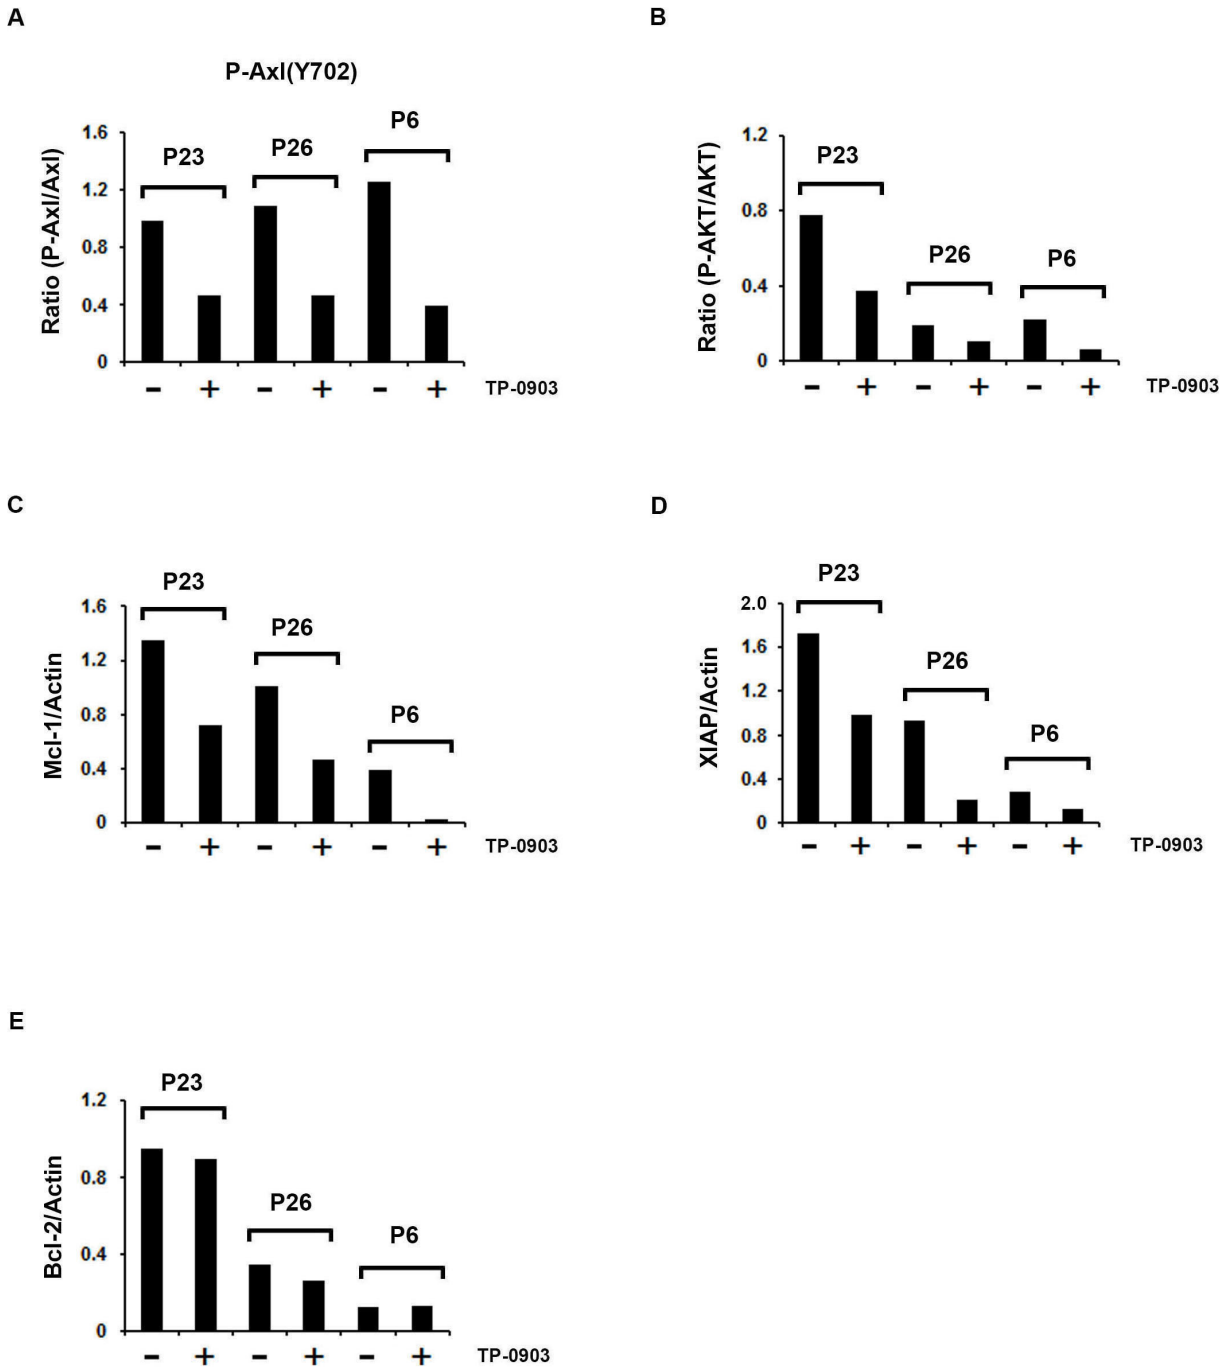 A
P-Axl(Y702)
Ratio (P-Axl/Axl)
1.6
1.2
0.8
0.4
0
P23
P26
P6
– + – + – + TP-0903
B
Ratio (P-AKT/AKT)
1.2
0.8
0.4
0
P23
P26
P6
– + – + – + TP-0903
C
Mcl-1/Actin
1.6
1.2
0.8
0.4
0
P23
P26
P6
– + – + – + TP-0903
D
XIAP/Actin
2.0
1.6
1.2
0.8
0.4
0
P23
P26
P6
– + – + – + TP-0903
E
Bcl-2/Actin
1.2
0.8
0.4
0
P23
P26
P6
– + – + – + TP-0903